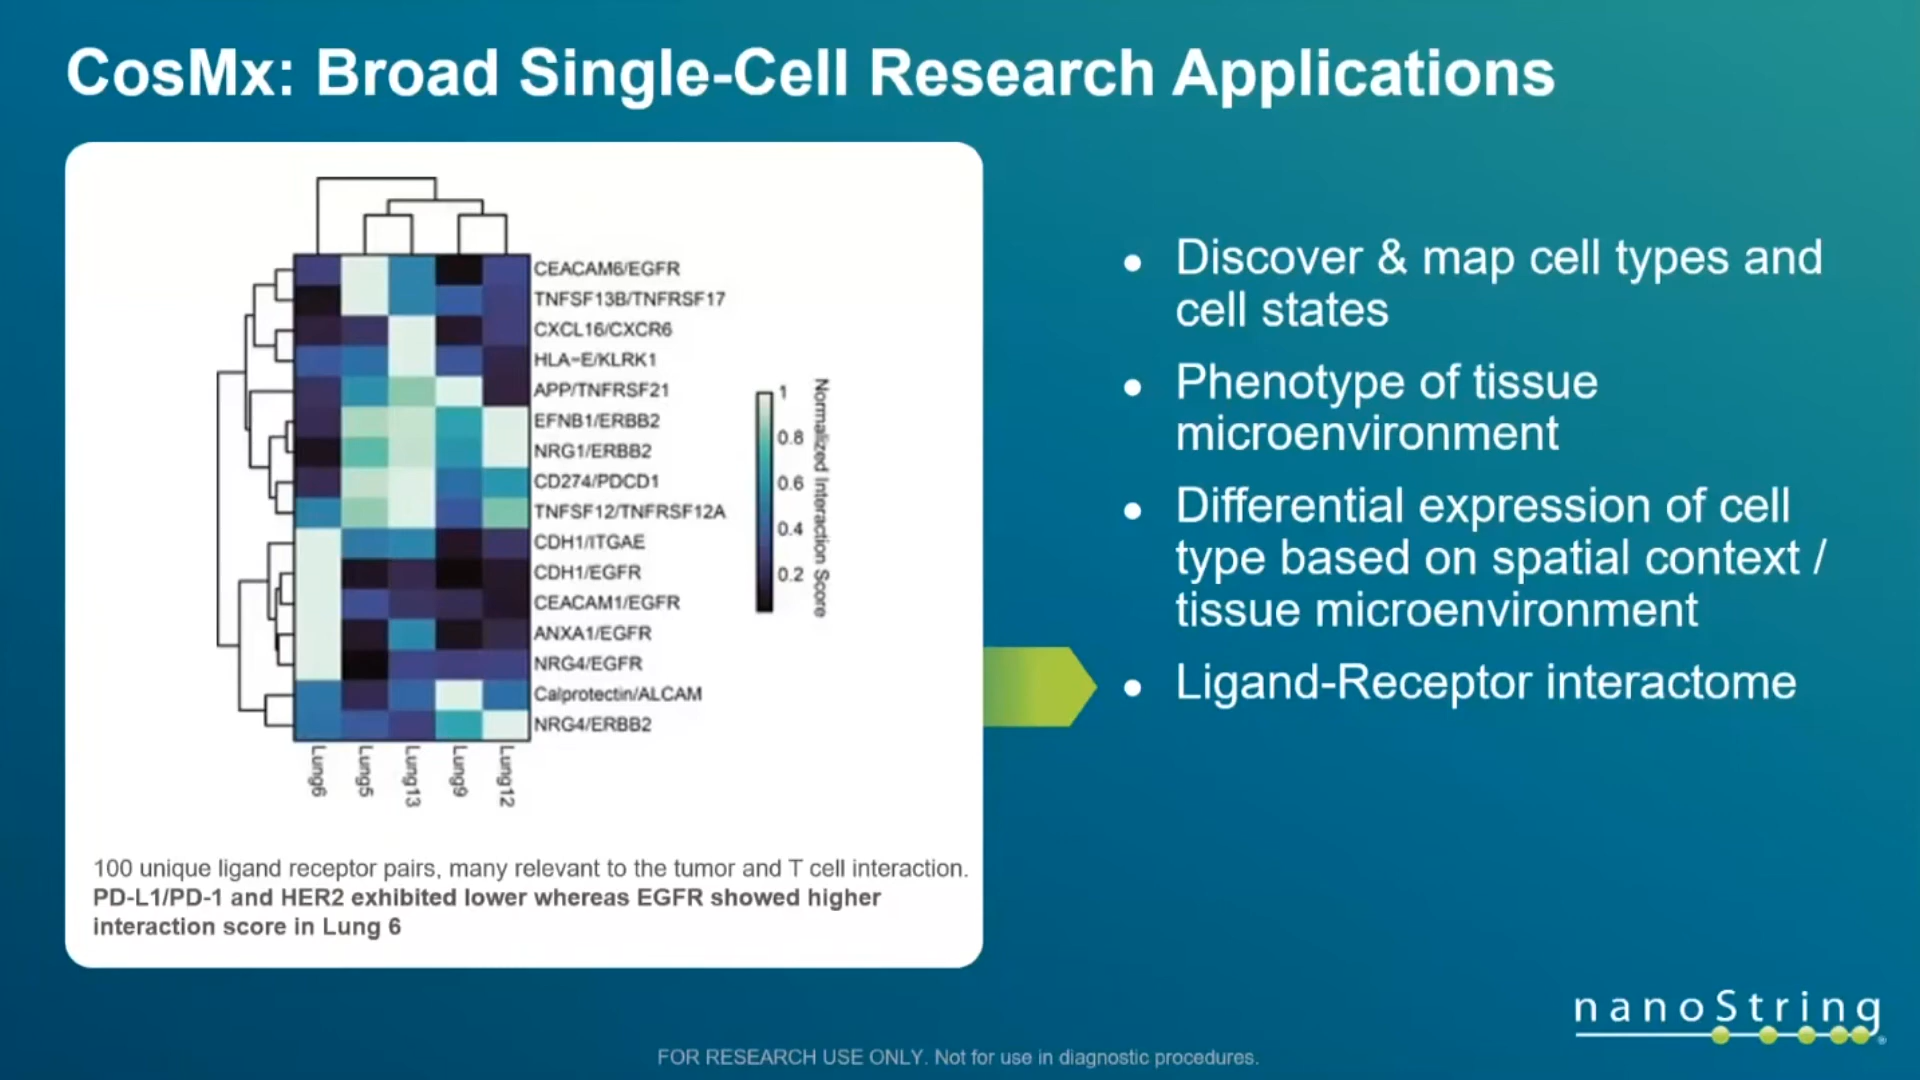 CosMx: Broad Single-Cell Research Applications
CEACAM6/EGFR
TNFSF13B/TNFRSF17
CXCL16/CXCR6
HLA-E/KLRK1
APP/TNFRSF21
EFNB1/ERBB2
NRG1/ERBB2
CD274/PDCD1
TNFSF12/TNFRSF12A
CDH1/ITGAE
CDH1/EGFR
CEACAM1/EGFR
ANXA1/EGFR
NRG4/EGFR
Calprotectin/ALCAM
NRG4/ERBB2
Lung6
Lung5
Lung13
Lung9
Lung12
1
0.8
0.6
0.4
0.2
Normalized Interaction Score
100 unique ligand receptor pairs, many relevant to the tumor and T cell interaction.
PD-L1/PD-1 and HER2 exhibited lower whereas EGFR showed higher
interaction score in Lung 6
• Discover & map cell types and
cell states
• Phenotype of tissue
microenvironment
• Differential expression of cell
type based on spatial context /
tissue microenvironment
• Ligand-Receptor interactome
nanoString®
FOR RESEARCH USE ONLY. Not for use in diagnostic procedures.